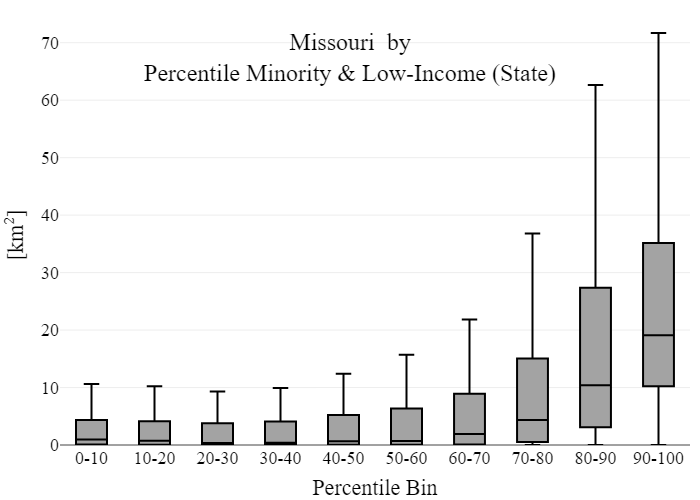 Missouri by
Percentile Minority & Low-Income (State)
70
60
50
40
30
20
10
0
[km²]
0-10 10-20 20-30 30-40 40-50 50-60 60-70 70-80 80-90 90-100
Percentile Bin